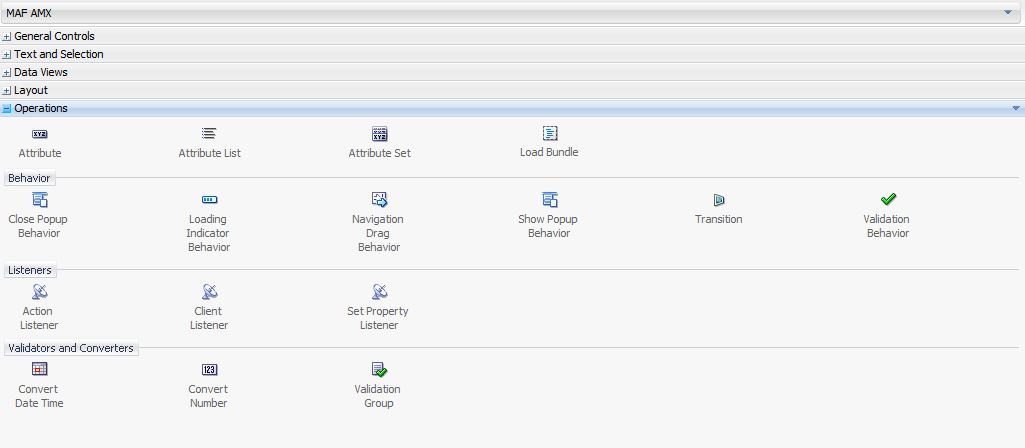 MAF AMX
General Controls
Text and Selection
Data Views
Layout
Operations
XYZ
XYZ
Attribute Attribute List Attribute Set Load Bundle
Behavior
Close Popup Loading Navigation Show Popup Transition Validation
Behavior Indicator Drag Behavior Behavior
Behavior Behavior
Listeners
Action Client Set Property
Listener Listener Listener
Validators and Converters
123
Convert Convert Validation
Date Time Number Group